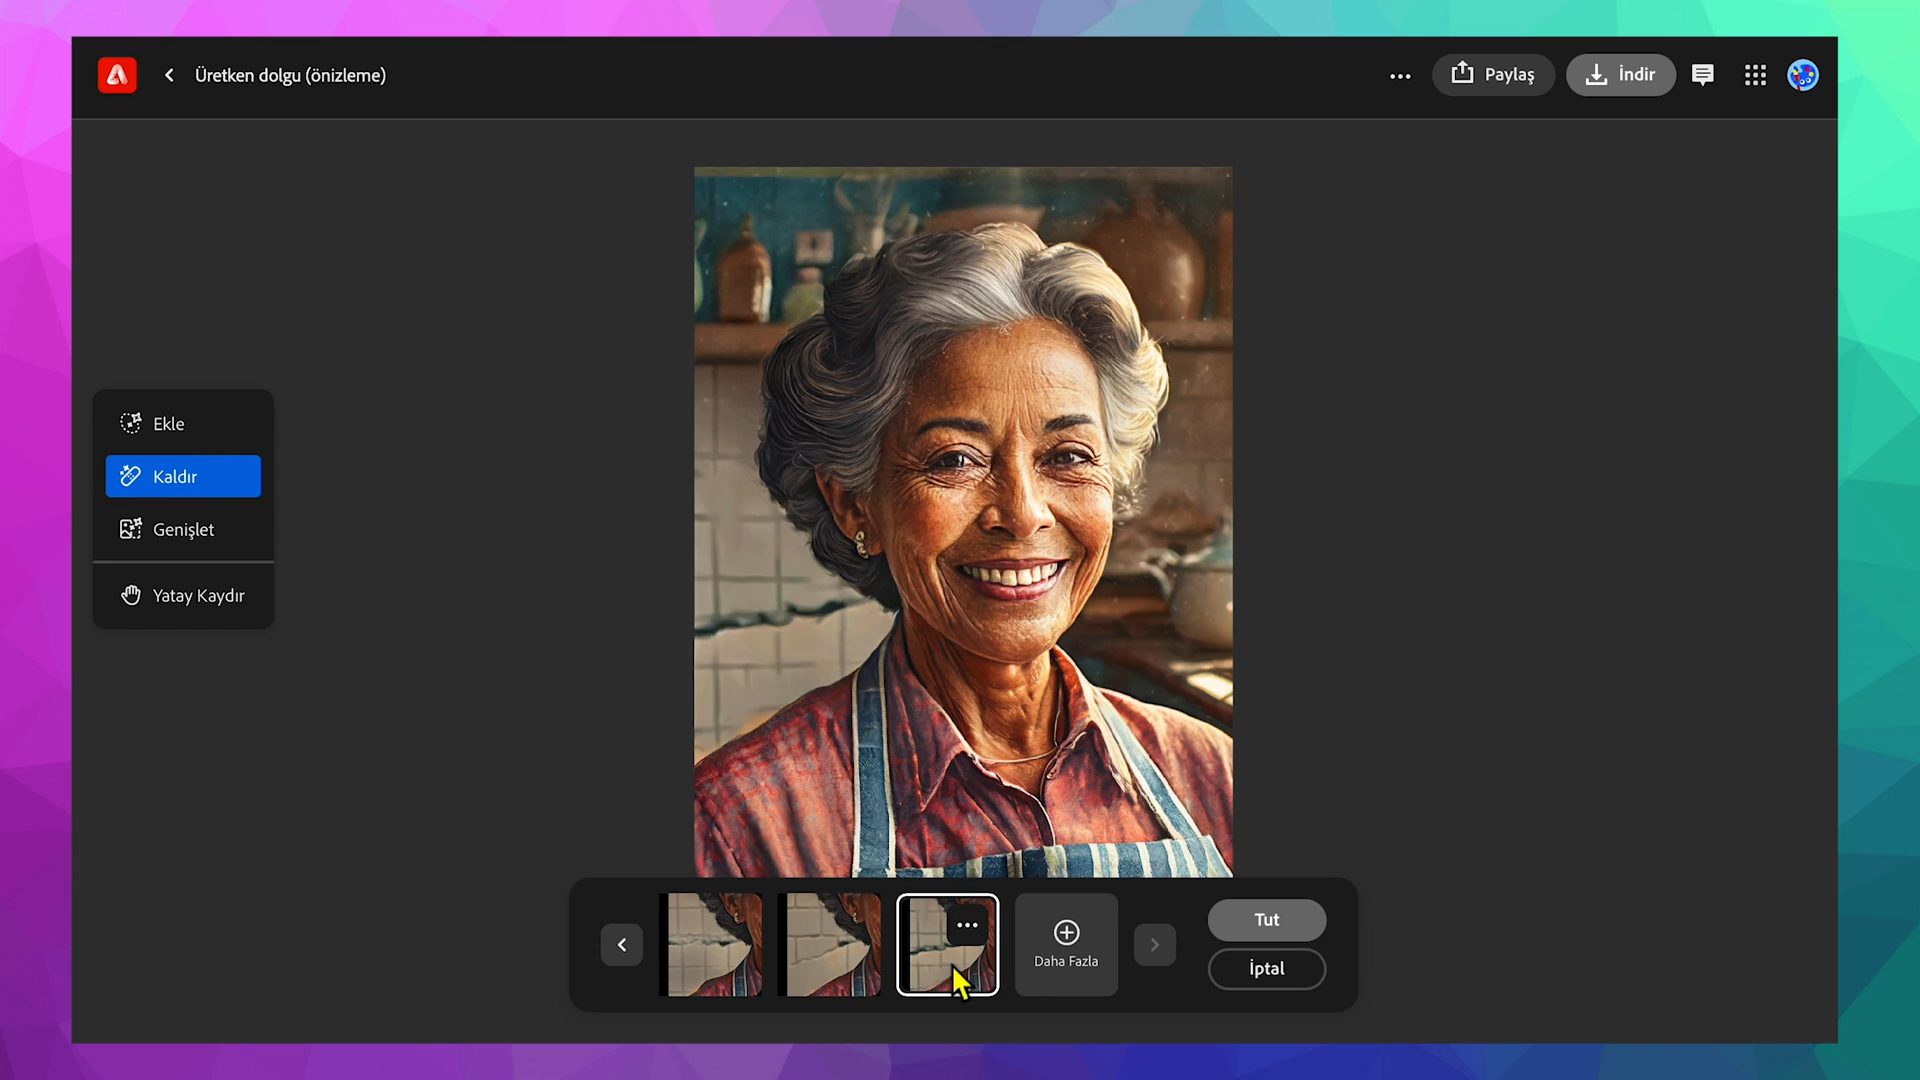 Üretken dolgu (önizleme)
Paylaş
İndir
Ekle
Kaldır
Genişlet
Yatay Kaydır
Daha Fazla
Tut
İptal